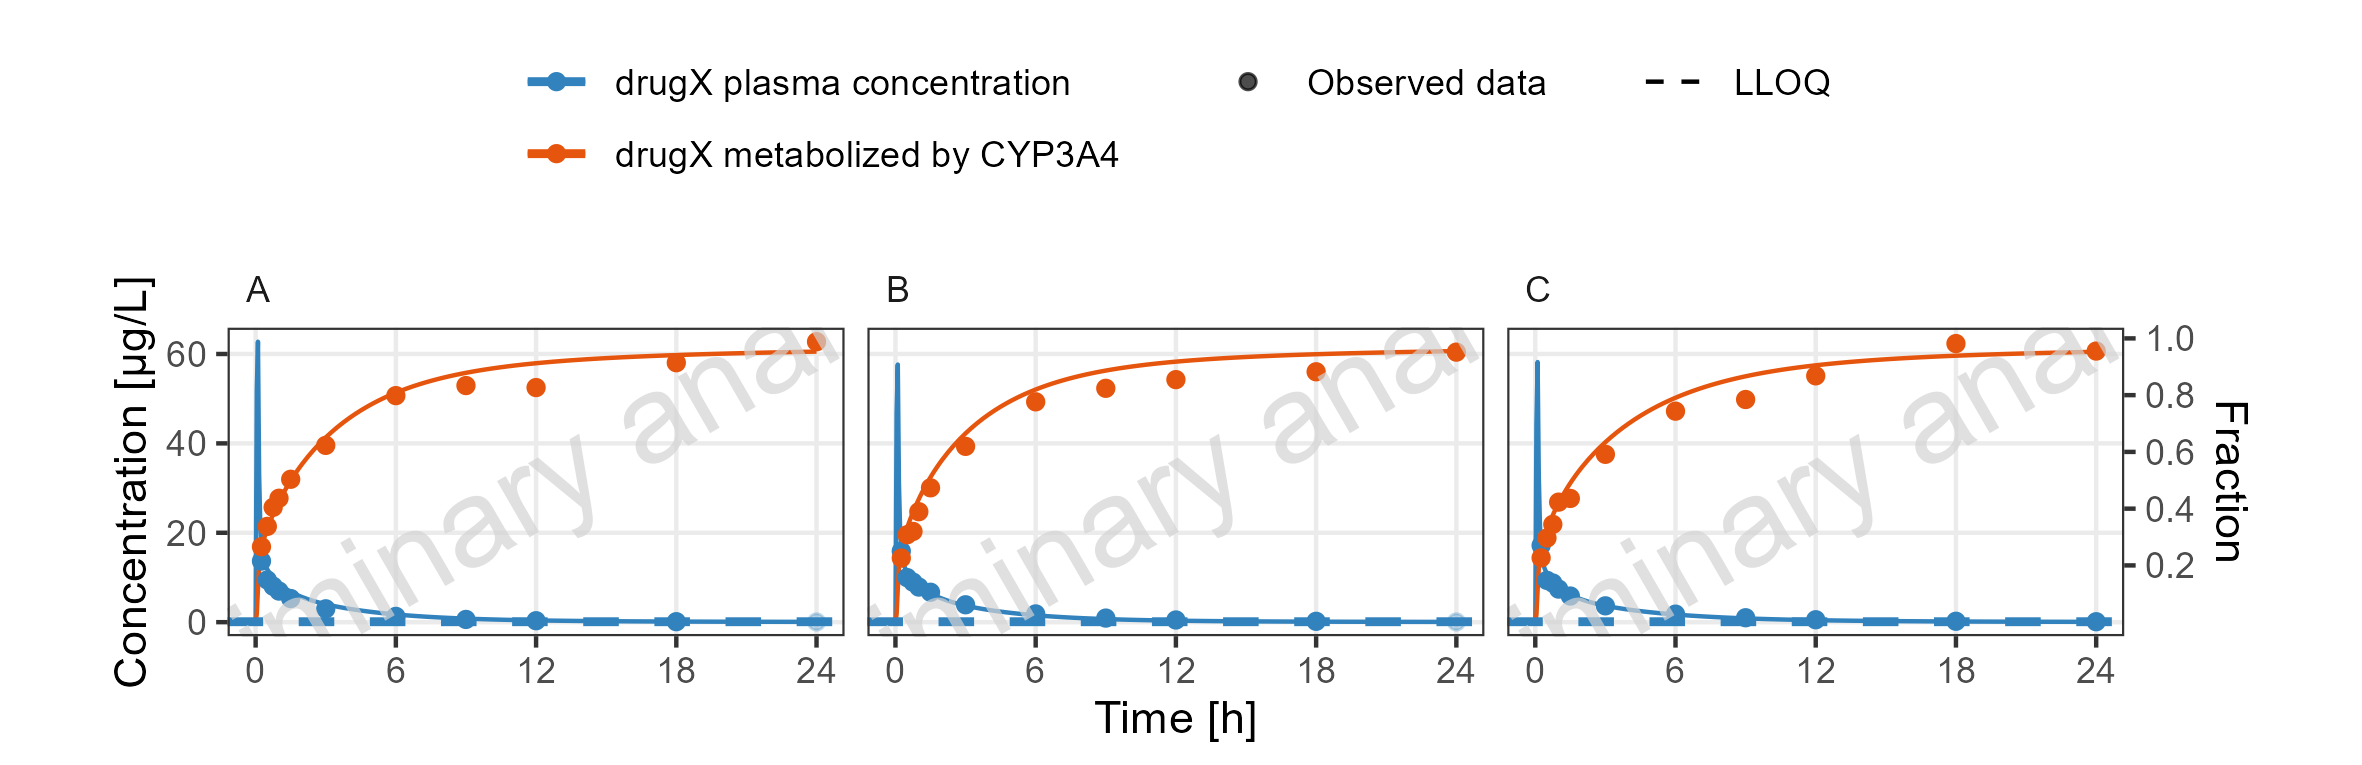 drugX plasma concentration
Observed data
LLOQ
drugX metabolized by CYP3A4
A
B
C
Concentration [µg/L]
60
40
20
0
1.0
0.8
0.6
0.4
0.2
Fraction
0 6 12 18 24
0 6 12 18 24
0 6 12 18 24
Time [h]